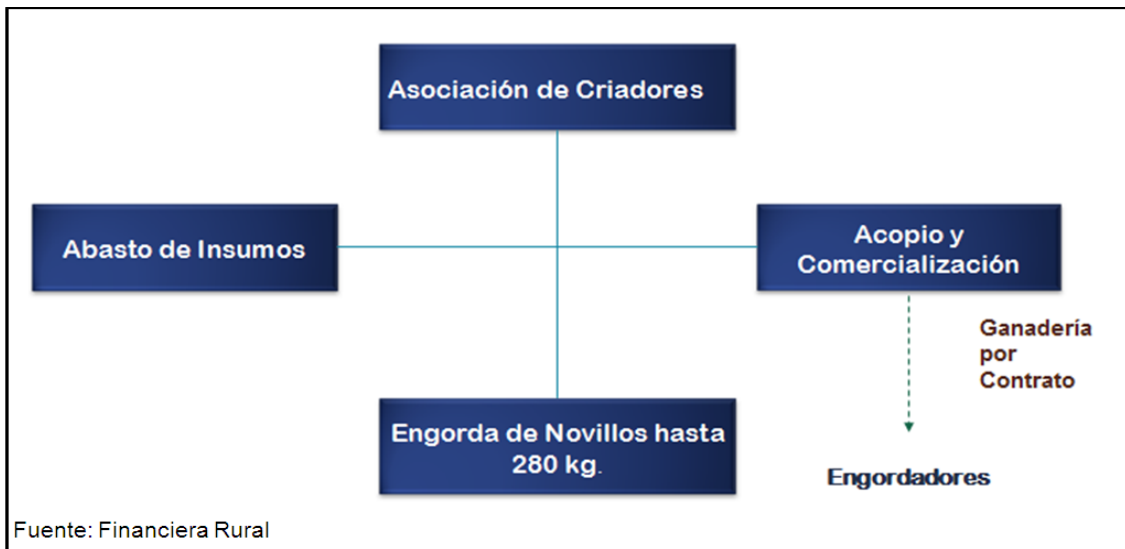 Asociación de Criadores
Abasto de Insumos
Acopio y
Comercialización
Ganadería
por
Contrato
Engorda de Novillos hasta
280 kg.
Engordadores
Fuente: Financiera Rural